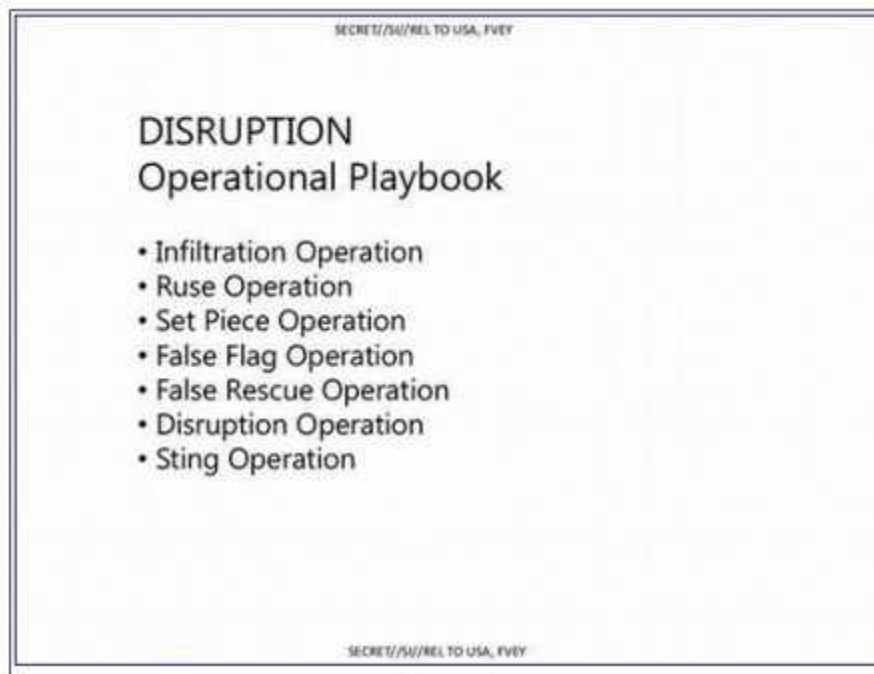 SECRET//SI//REL TO USA, FVEY
DISRUPTION
Operational Playbook
• Infiltration Operation
• Ruse Operation
• Set Piece Operation
• False Flag Operation
• False Rescue Operation
• Disruption Operation
• Sting Operation
SECRET//SI//REL TO USA, FVEY